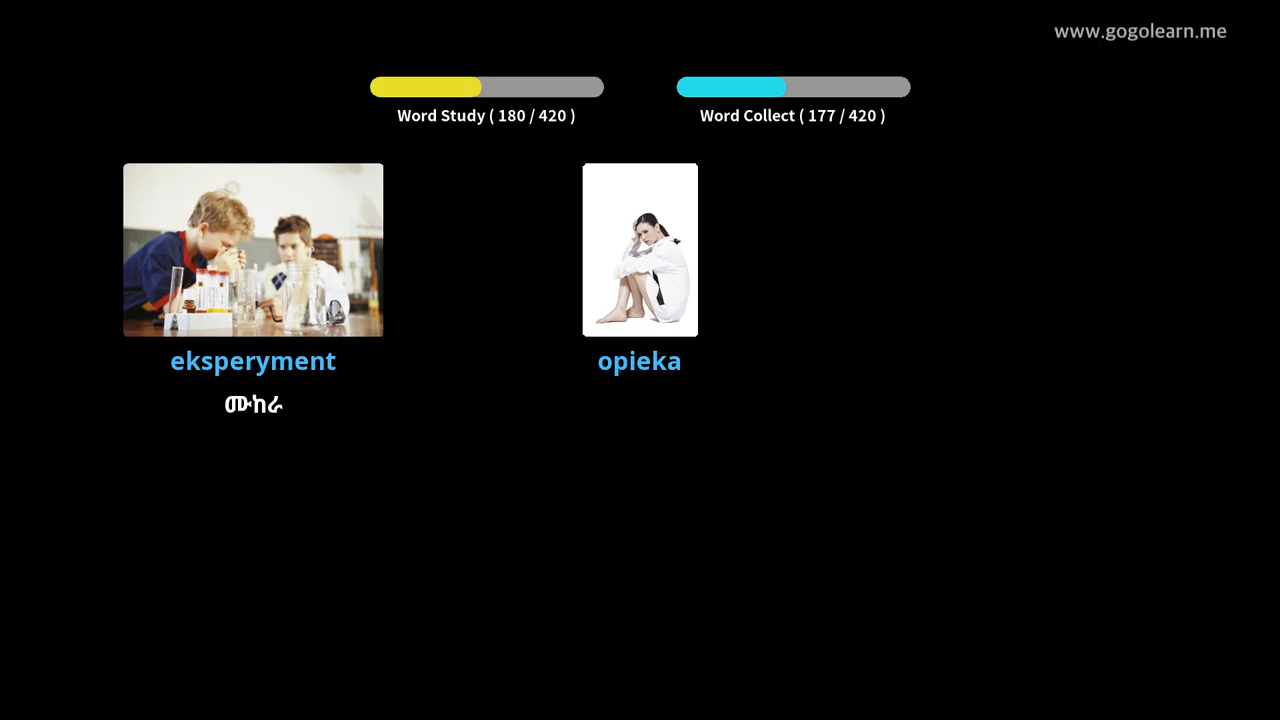 www.gogolearn.me
Word Study ( 180 / 420 )
Word Collect ( 177 / 420 )
eksperyment
ሙከራ
opieka